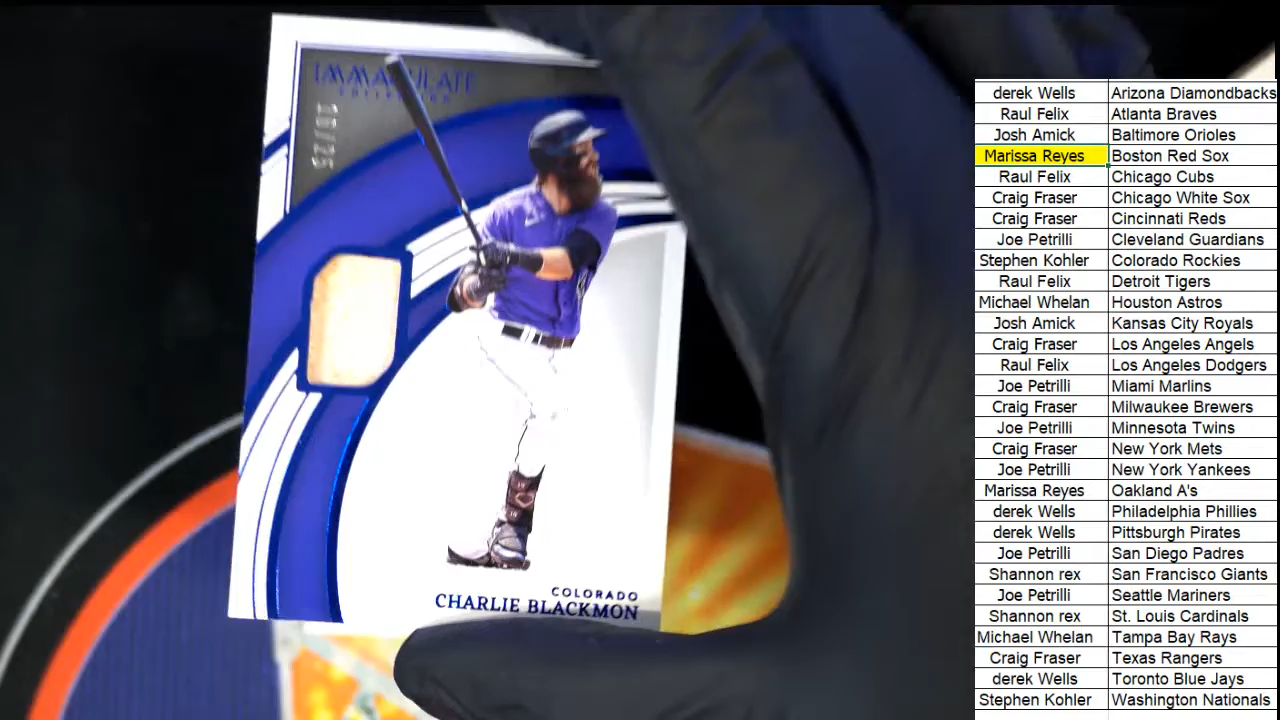 IMMACULATE
COLLECTION
COLORADO
CHARLIE BLACKMON
derek Wells Arizona Diamondbacks
Raul Felix Atlanta Braves
Josh Amick Baltimore Orioles
Marissa Reyes Boston Red Sox
Raul Felix Chicago Cubs
Craig Fraser Chicago White Sox
Craig Fraser Cincinnati Reds
Joe Petrilli Cleveland Guardians
Stephen Kohler Colorado Rockies
Raul Felix Detroit Tigers
Michael Whelan Houston Astros
Josh Amick Kansas City Royals
Craig Fraser Los Angeles Angels
Raul Felix Los Angeles Dodgers
Joe Petrilli Miami Marlins
Craig Fraser Milwaukee Brewers
Joe Petrilli Minnesota Twins
Craig Fraser New York Mets
Joe Petrilli New York Yankees
Marissa Reyes Oakland A's
derek Wells Philadelphia Phillies
derek Wells Pittsburgh Pirates
Joe Petrilli San Diego Padres
Shannon rex San Francisco Giants
Joe Petrilli Seattle Mariners
Shannon rex St. Louis Cardinals
Michael Whelan Tampa Bay Rays
Craig Fraser Texas Rangers
derek Wells Toronto Blue Jays
Stephen Kohler Washington Nationals